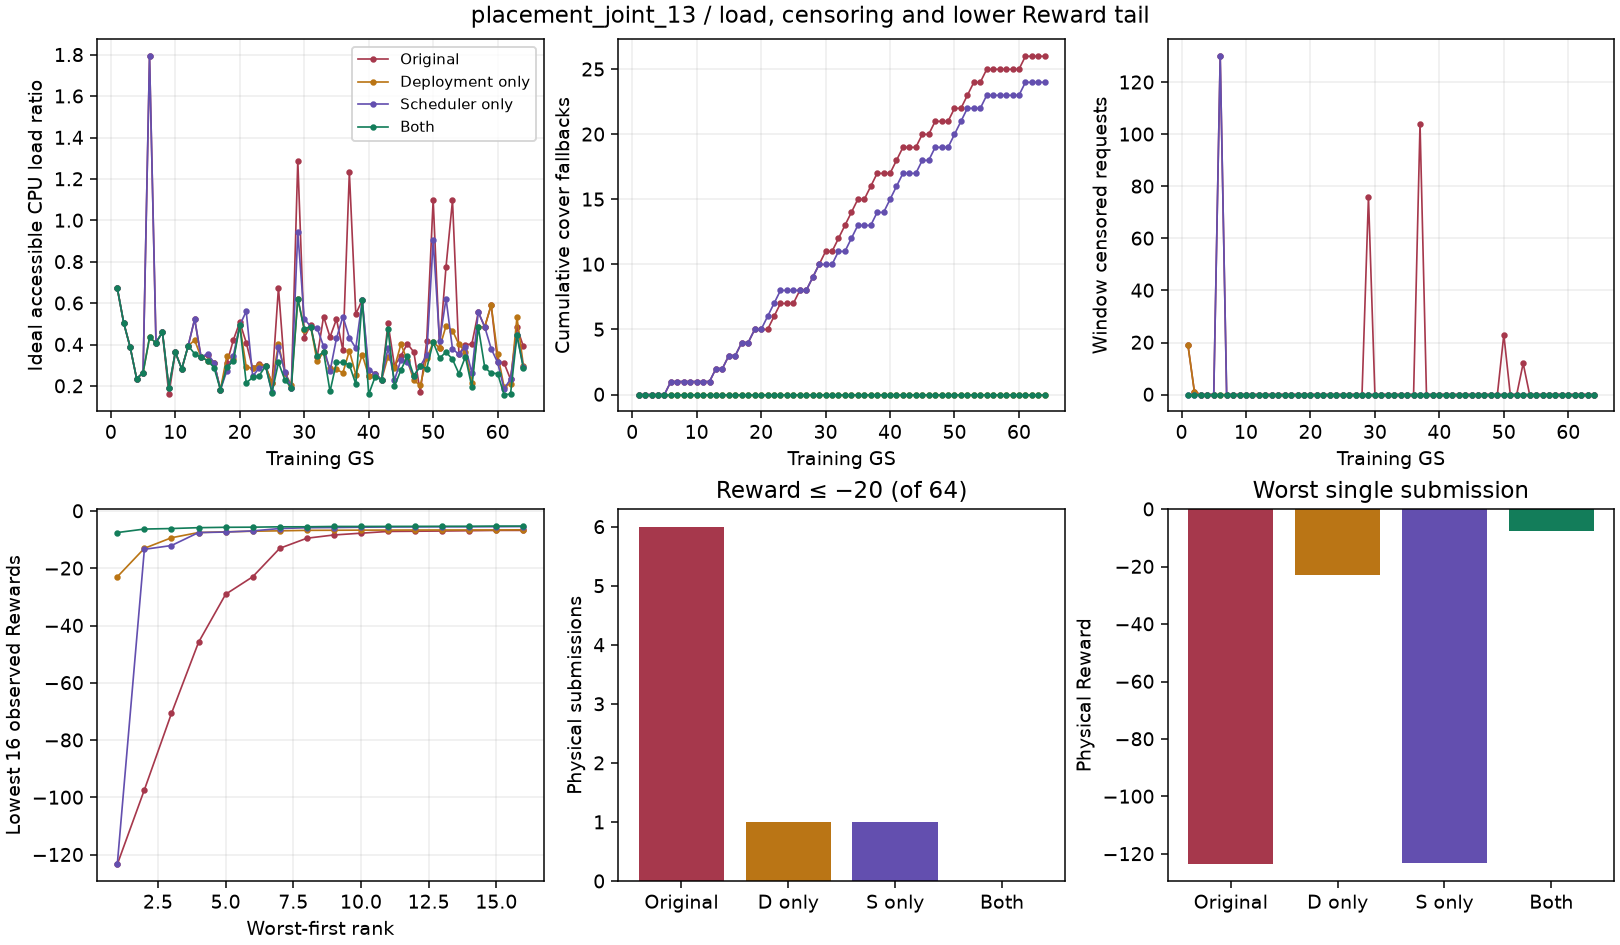 placement_joint_13 / load, censoring and lower Reward tail
Ideal accessible CPU load ratio
1.8
1.6
1.4
1.2
1.0
0.8
0.6
0.4
0.2
0 10 20 30 40 50 60
Training GS
Original
Deployment only
Scheduler only
Both
Cumulative cover fallbacks
25
20
15
10
5
0
0 10 20 30 40 50 60
Training GS
Window censored requests
120
100
80
60
40
20
0
0 10 20 30 40 50 60
Training GS
Lowest 16 observed Rewards
0
−20
−40
−60
−80
−100
−120
2.5 5.0 7.5 10.0 12.5 15.0
Worst-first rank
Reward ≤ −20 (of 64)
Physical submissions
6
5
4
3
2
1
0
Original D only S only Both
Worst single submission
Physical Reward
0
−20
−40
−60
−80
−100
−120
Original D only S only Both